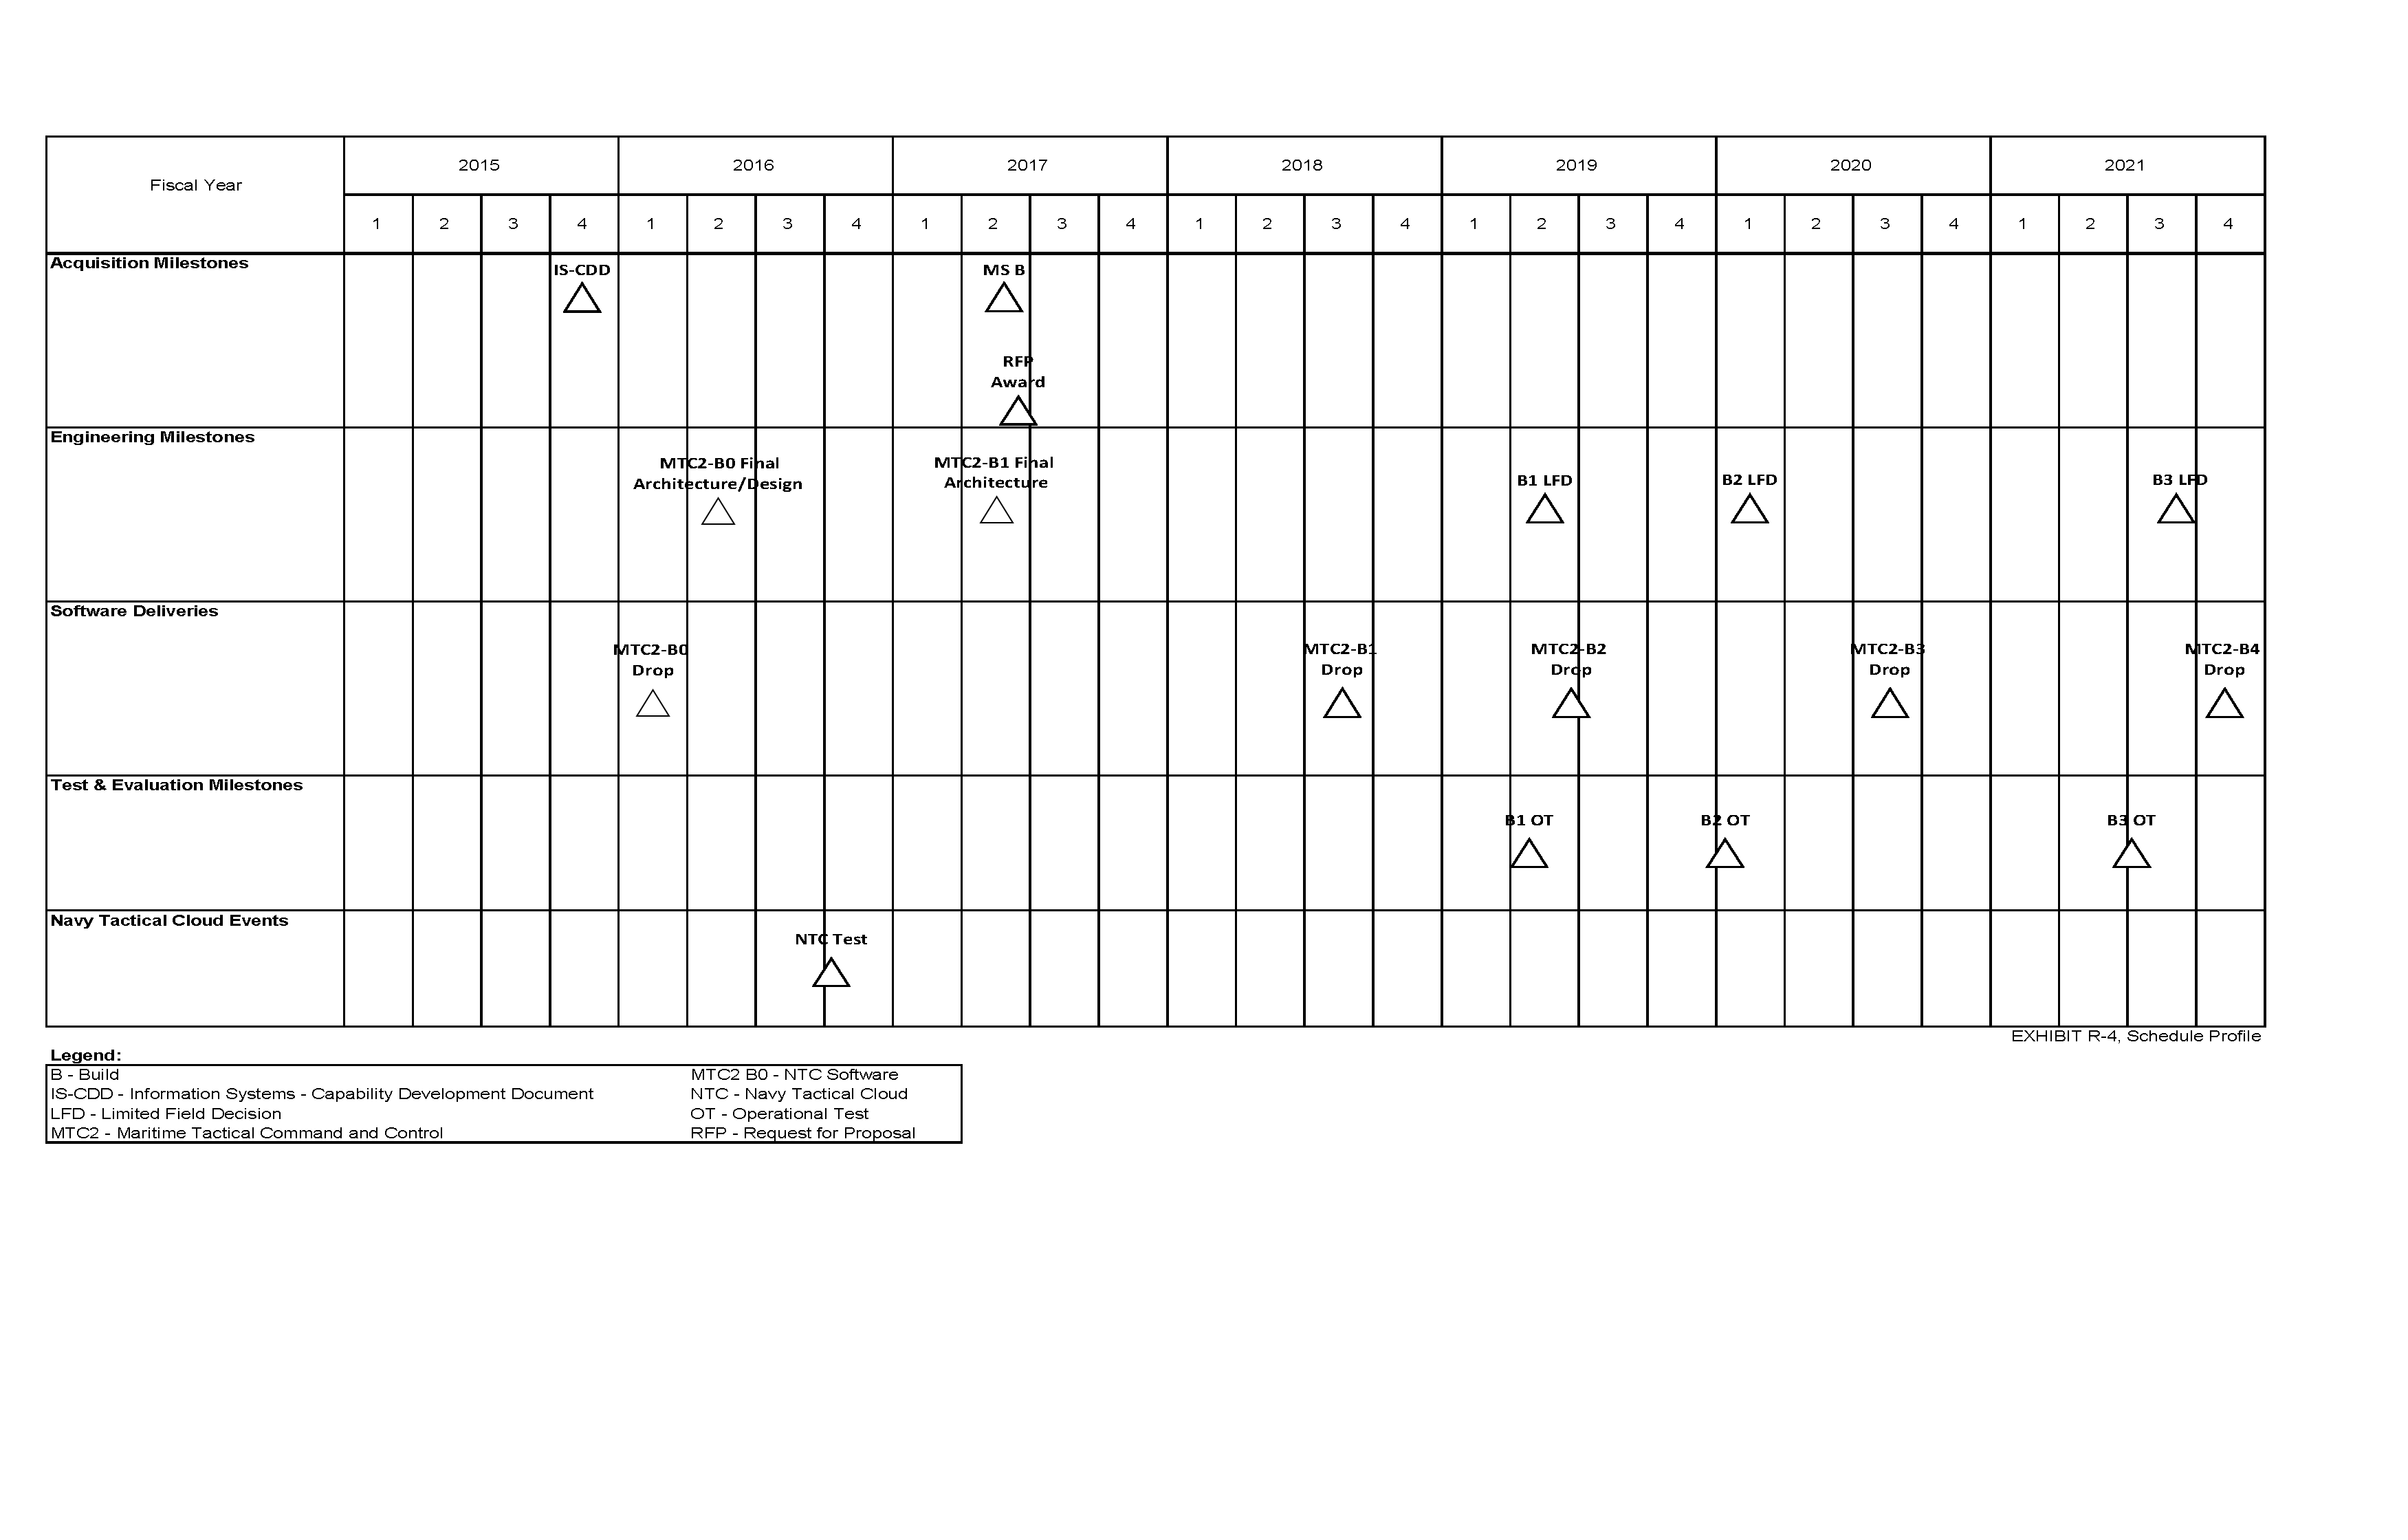 Fiscal Year
2015 2016 2017 2018 2019 2020 2021
1 2 3 4 1 2 3 4 1 2 3 4 1 2 3 4 1 2 3 4 1 2 3 4 1 2 3 4
Acquisition Milestones
IS-CDD
MS B
RFP
Award
Engineering Milestones
MTC2-B0 Final
Architecture/Design
MTC2-B1 Final
Architecture
B1 LFD
B2 LFD
B3 LFD
Software Deliveries
MTC2-B0
Drop
MTC2-B1
Drop
MTC2-B2
Drop
MTC2-B3
Drop
MTC2-B4
Drop
Test & Evaluation Milestones
B1 OT
B2 OT
B3 OT
Navy Tactical Cloud Events
NTC Test
EXHIBIT R-4, Schedule Profile
Legend:
B - Build
IS-CDD - Information Systems - Capability Development Document
LFD - Limited Field Decision
MTC2 - Maritime Tactical Command and Control
MTC2 B0 - NTC Software
NTC - Navy Tactical Cloud
OT - Operational Test
RFP - Request for Proposal